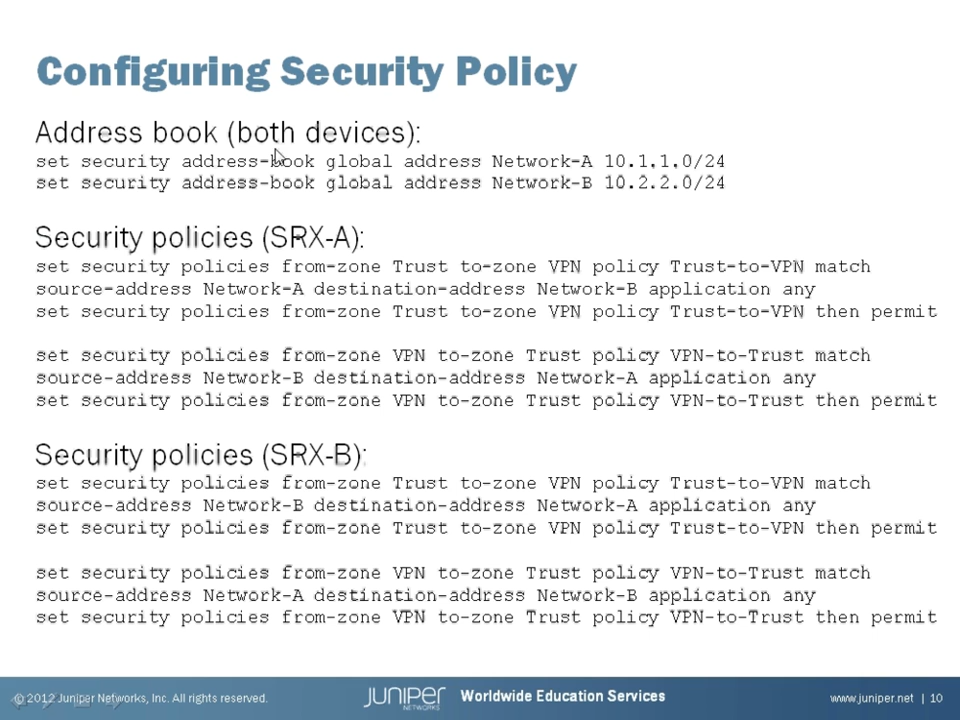 Configuring Security Policy
Address book (both devices):
set security address-book global address Network-A 10.1.1.0/24
set security address-book global address Network-B 10.2.2.0/24
Security policies (SRX-A):
set security policies from-zone Trust to-zone VPN policy Trust-to-VPN match
source-address Network-A destination-address Network-B application any
set security policies from-zone Trust to-zone VPN policy Trust-to-VPN then permit
set security policies from-zone VPN to-zone Trust policy VPN-to-Trust match
source-address Network-B destination-address Network-A application any
set security policies from-zone VPN to-zone Trust policy VPN-to-Trust then permit
Security policies (SRX-B):
set security policies from-zone Trust to-zone VPN policy Trust-to-VPN match
source-address Network-B destination-address Network-A application any
set security policies from-zone Trust to-zone VPN policy Trust-to-VPN then permit
set security policies from-zone VPN to-zone Trust policy VPN-to-Trust match
source-address Network-A destination-address Network-B application any
set security policies from-zone VPN to-zone Trust policy VPN-to-Trust then permit
© 2012 Juniper Networks, Inc. All rights reserved.
JUNIPER
NETWORKS
Worldwide Education Services
www.juniper.net | 10